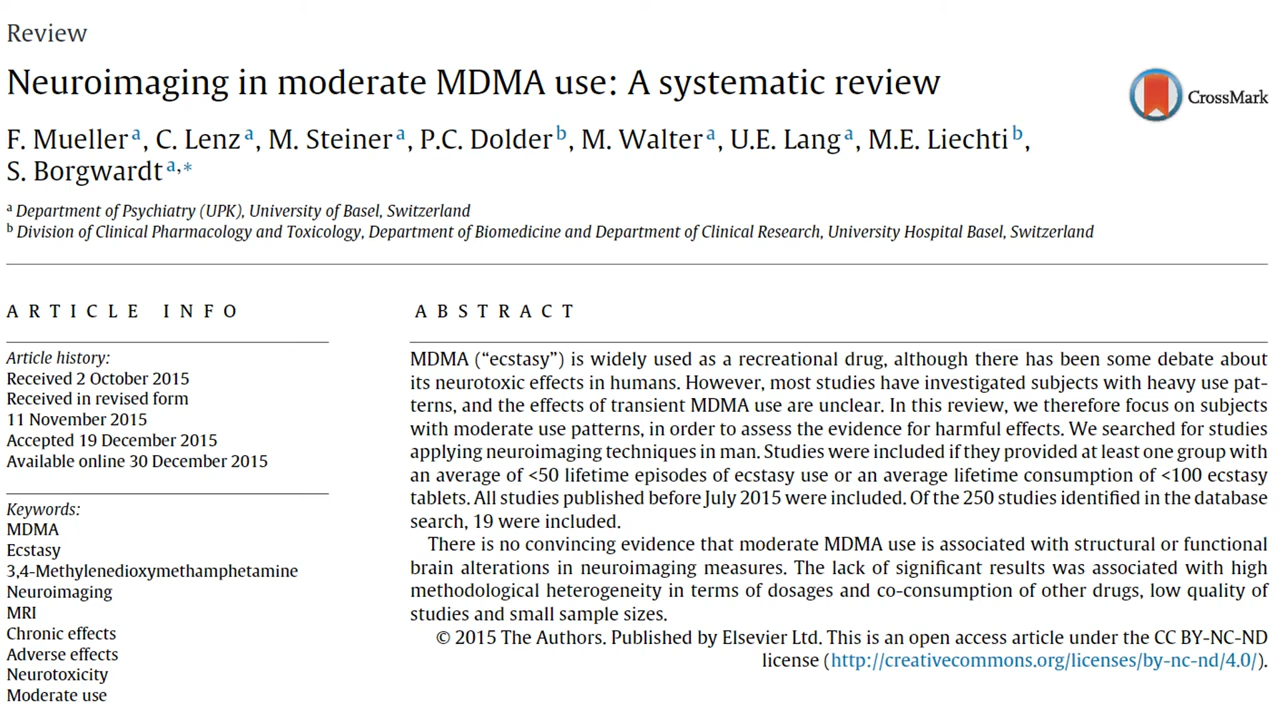 Review
Neuroimaging in moderate MDMA use: A systematic review
CrossMark
F. Mueller a, C. Lenz a, M. Steiner a, P.C. Dolder b, M. Walter a, U.E. Lang a, M.E. Liechti b,
S. Borgwardt a,*
a Department of Psychiatry (UPK), University of Basel, Switzerland
b Division of Clinical Pharmacology and Toxicology, Department of Biomedicine and Department of Clinical Research, University Hospital Basel, Switzerland
ARTICLE INFO
Article history:
Received 2 October 2015
Received in revised form
11 November 2015
Accepted 19 December 2015
Available online 30 December 2015
Keywords:
MDMA
Ecstasy
3,4-Methylenedioxymethamphetamine
Neuroimaging
MRI
Chronic effects
Adverse effects
Neurotoxicity
Moderate use
ABSTRACT
MDMA (“ecstasy”) is widely used as a recreational drug, although there has been some debate about
its neurotoxic effects in humans. However, most studies have investigated subjects with heavy use pat-
terns, and the effects of transient MDMA use are unclear. In this review, we therefore focus on subjects
with moderate use patterns, in order to assess the evidence for harmful effects. We searched for studies
applying neuroimaging techniques in man. Studies were included if they provided at least one group with
an average of <50 lifetime episodes of ecstasy use or an average lifetime consumption of <100 ecstasy
tablets. All studies published before July 2015 were included. Of the 250 studies identified in the database
search, 19 were included.
There is no convincing evidence that moderate MDMA use is associated with structural or functional
brain alterations in neuroimaging measures. The lack of significant results was associated with high
methodological heterogeneity in terms of dosages and co-consumption of other drugs, low quality of
studies and small sample sizes.
© 2015 The Authors. Published by Elsevier Ltd. This is an open access article under the CC BY-NC-ND
license (http://creativecommons.org/licenses/by-nc-nd/4.0/).